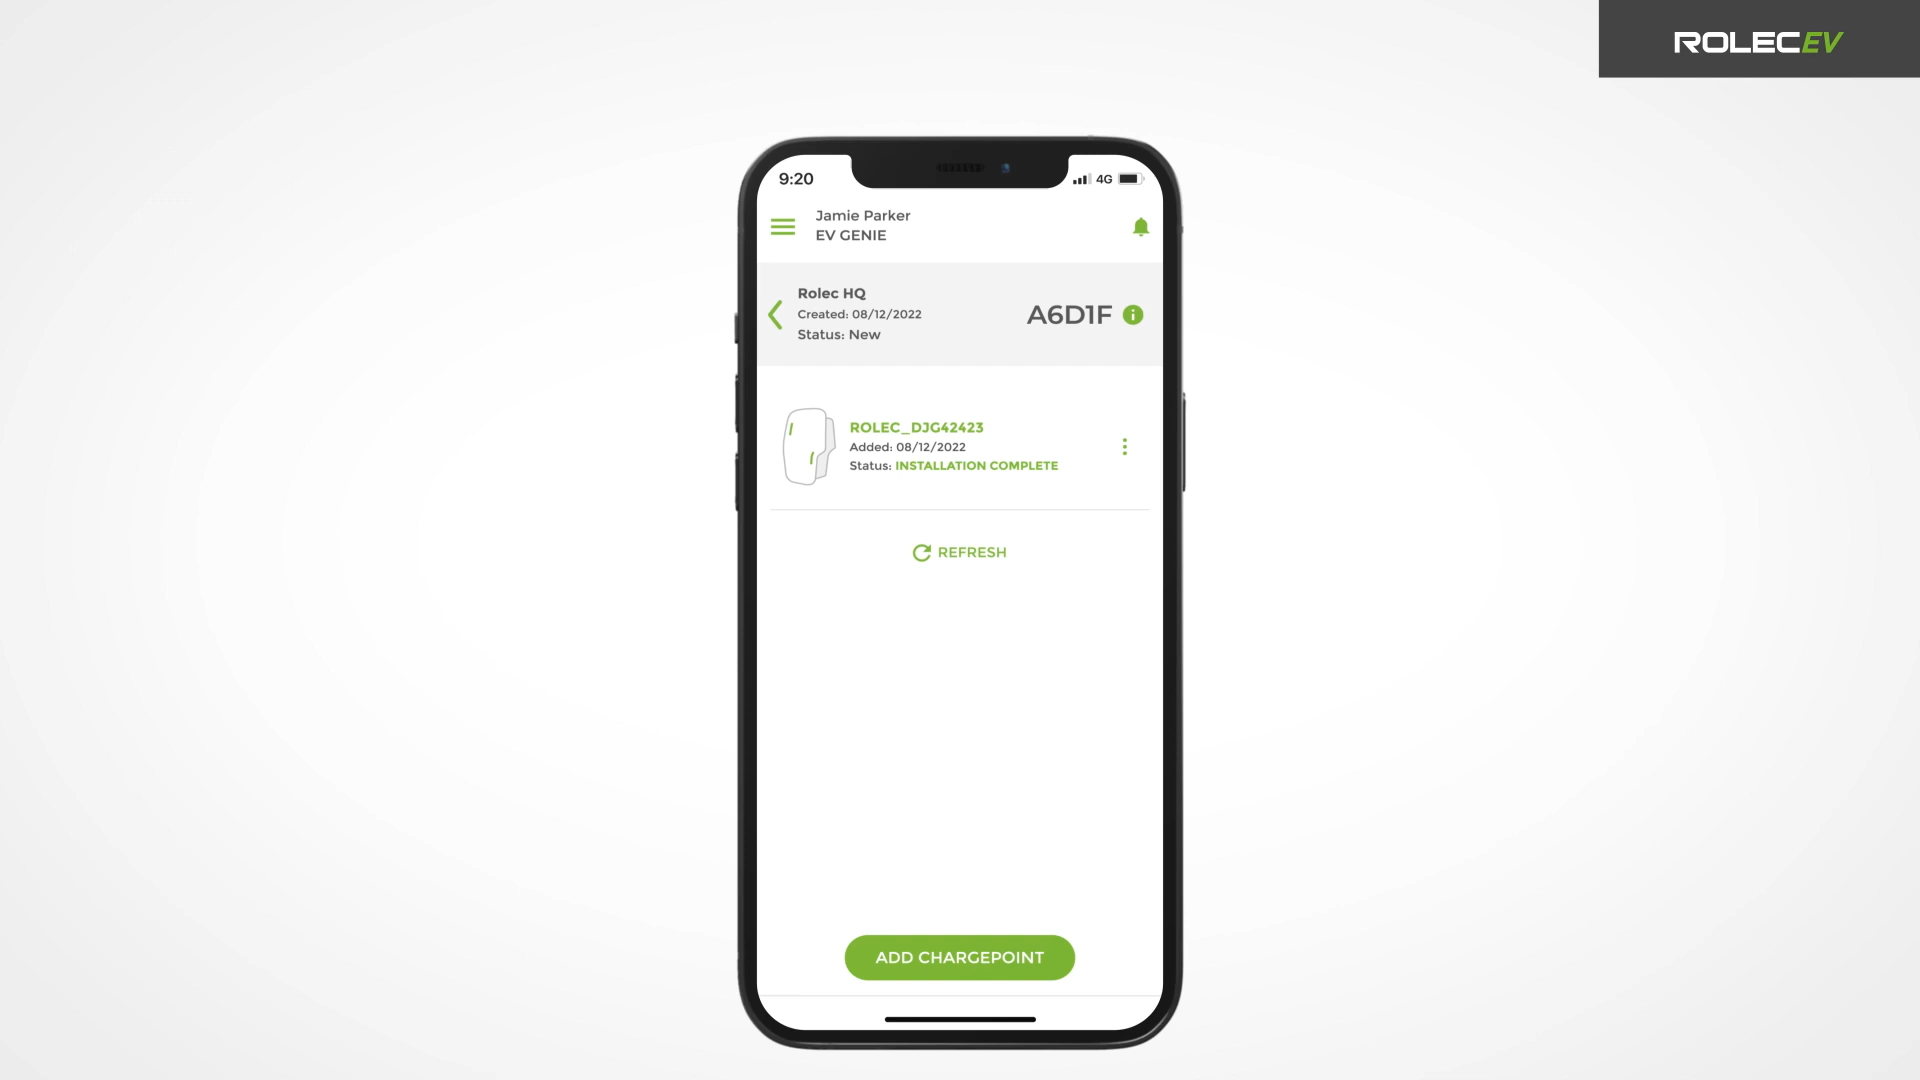 ROLECEV
9:20
4G
Jamie Parker
EV GENIE
Rolec HQ
Created: 08/12/2022
Status: New
A6D1F
ROLEC_DJG42423
Added: 08/12/2022
Status: INSTALLATION COMPLETE
REFRESH
ADD CHARGEPOINT